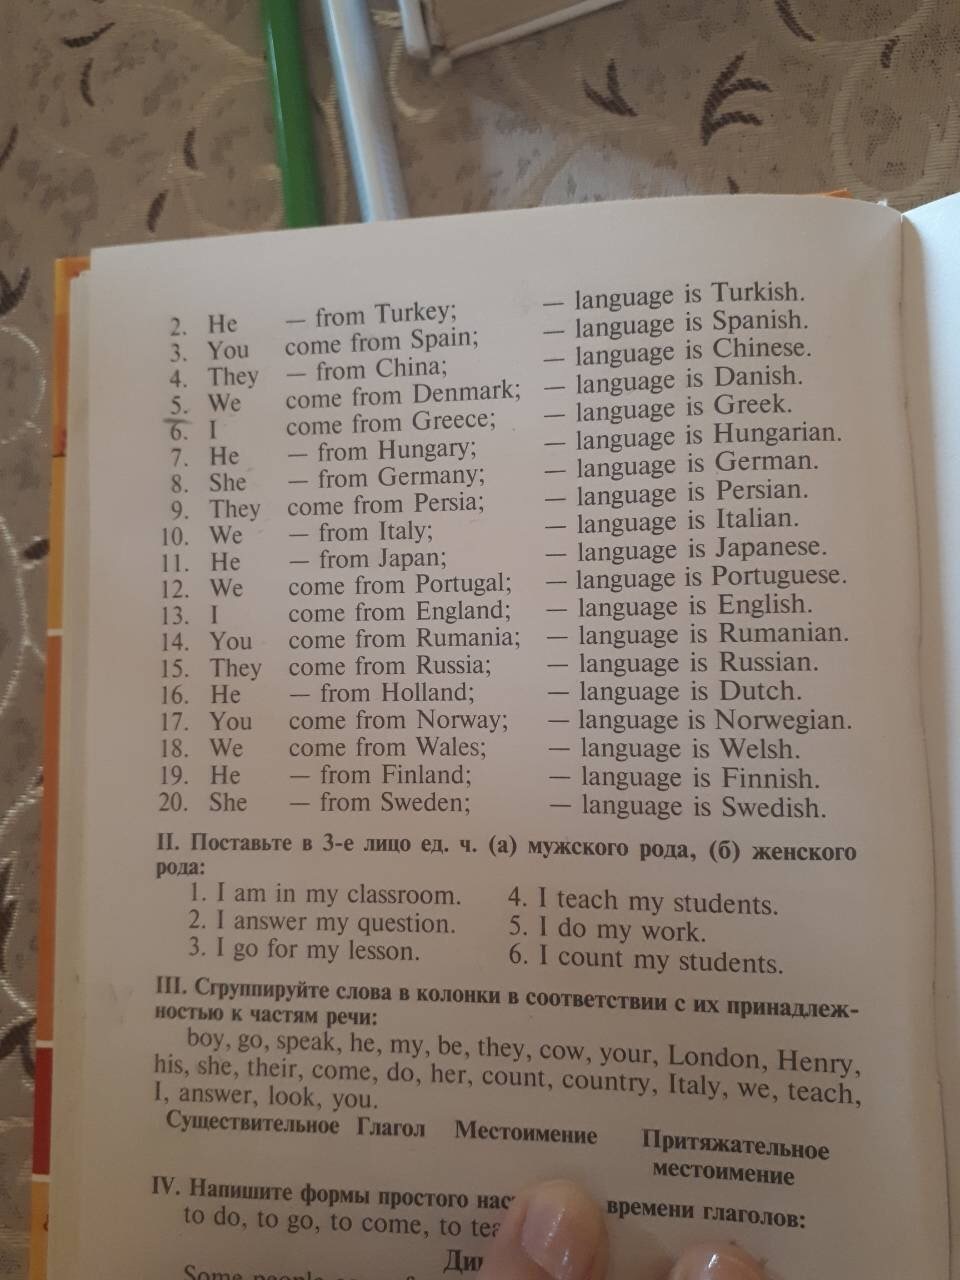 2. He — from Turkey; — language is Turkish.
3. You come from Spain; — language is Spanish.
4. They — from China; — language is Chinese.
5. We come from Denmark; — language is Danish.
6. I come from Greece; — language is Greek.
7. He — from Hungary; — language is Hungarian.
8. She — from Germany; — language is German.
9. They come from Persia; — language is Persian.
10. We — from Italy; — language is Italian.
11. He — from Japan; — language is Japanese.
12. We come from Portugal; — language is Portuguese.
13. I come from England; — language is English.
14. You come from Rumania; — language is Rumanian.
15. They come from Russia; — language is Russian.
16. He — from Holland; — language is Dutch.
17. You come from Norway; — language is Norwegian.
18. We come from Wales; — language is Welsh.
19. He — from Finland; — language is Finnish.
20. She — from Sweden; — language is Swedish.
II. Поставьте в 3-е лицо ед. ч. (а) мужского рода, (б) женского
рода:
1. I am in my classroom. 4. I teach my students.
2. I answer my question. 5. I do my work.
3. I go for my lesson. 6. I count my students.
III. Сгруппируйте слова в колонки в соответствии с их принадлеж-
ностью к частям речи:
boy, go, speak, he, my, be, they, cow, your, London, Henry,
his, she, their, come, do, her, count, country, Italy, we, teach,
I, answer, look, you.
Существительное Глагол Местоимение Притяжательное
местоимение
IV. Напишите формы простого времени глаголов:
to do, to go, to come, to
Some people